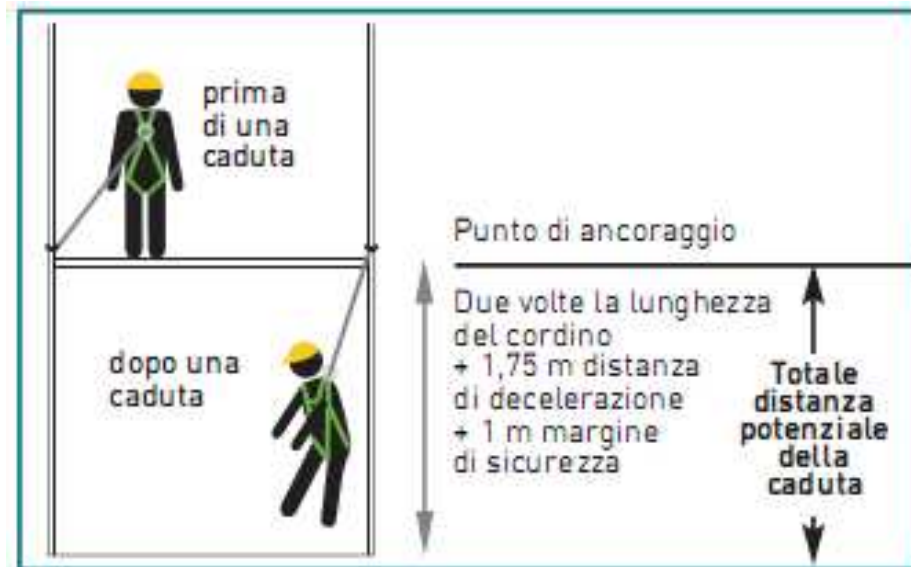 prima
di una
caduta
Punto di ancoraggio
Due volte la lunghezza
del cordino
+ 1,75 m distanza
di decelerazione
+ 1 m margine
di sicurezza
dopo una
caduta
Totale
distanza
potenziale
della
caduta